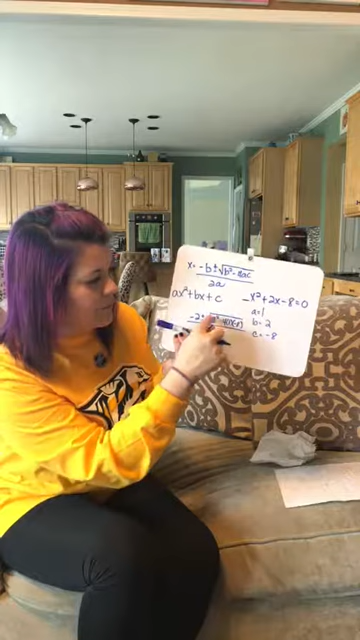 x = -b ± √b² - 4ac
2a
ax² + bx + c
x² + 2x - 8 = 0
a = 1
b = 2
c = -8